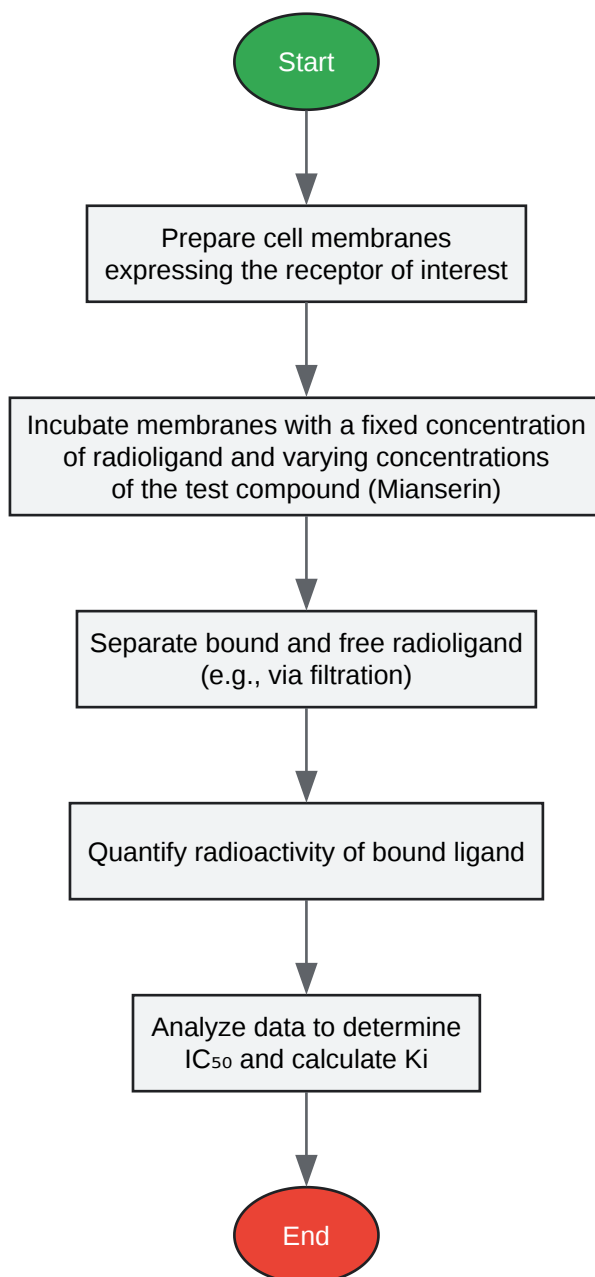 Start
Prepare cell membranes
expressing the receptor of interest
Incubate membranes with a fixed concentration
of radioligand and varying concentrations
of the test compound (Mianserin)
Separate bound and free radioligand
(e.g., via filtration)
Quantify radioactivity of bound ligand
Analyze data to determine
IC₅₀ and calculate Ki
End